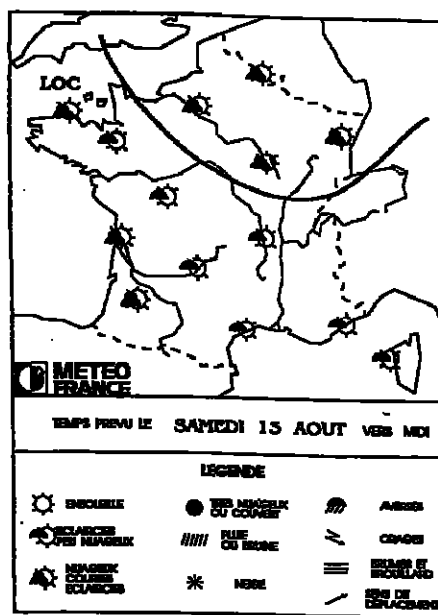 LOC
METEO
FRANCE
TEMPS PREVU LE SAMEDI 15 AOUT VERS MIDI
LEGENDE
ENSOLEILLE
ECLAIRCIES
PEU NUAGEUX
NUAGEUX
COURTES
ECLAIRCIES
TRES NUAGEUX
OU COUVERT
PLUIE
OU BRUINE
NEIGE
AVERSES
ORAGES
BRUMES ET
BROUILLARD
SENS DE
DEPLACEMENT